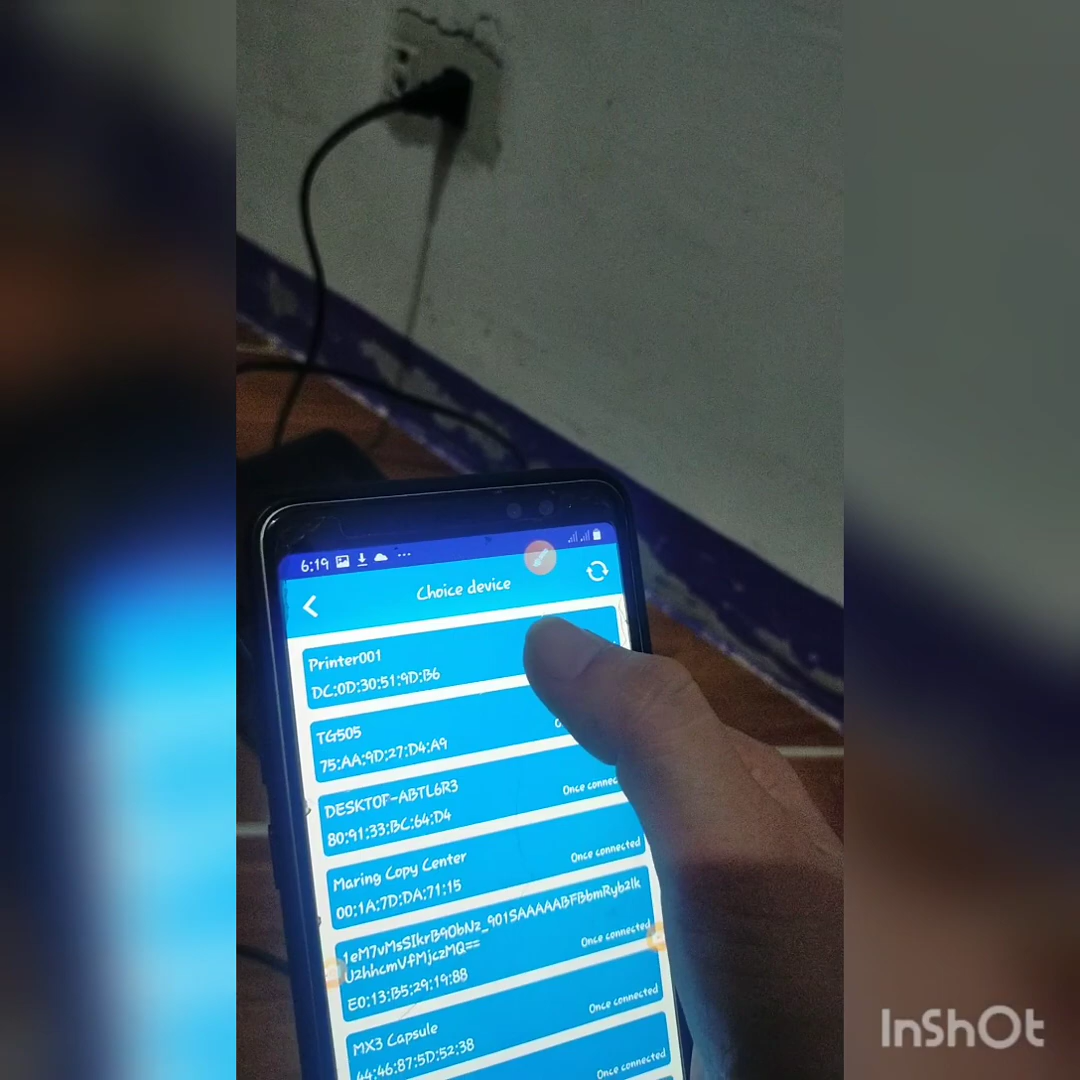 6:19
Choice device
Printer001
DC:0D:30:51:9D:B6
TG505
75:AA:9D:27:D4:A9
DESKTOP-ABTL6R3
Once connec
80:91:33:BC:64:D4
Maring Copy Center
Once connected
00:1A:7D:DA:71:15
1eM7vMsSIkrB9ObNz_901SAAAAABFBbmRyb2lk
U2hhcmVfMjczMQ==
Once connected
E0:13:B5:29:19:88
MX3 Capsule
Once connected
44:46:87:5D:52:38
Once connected
InShOt